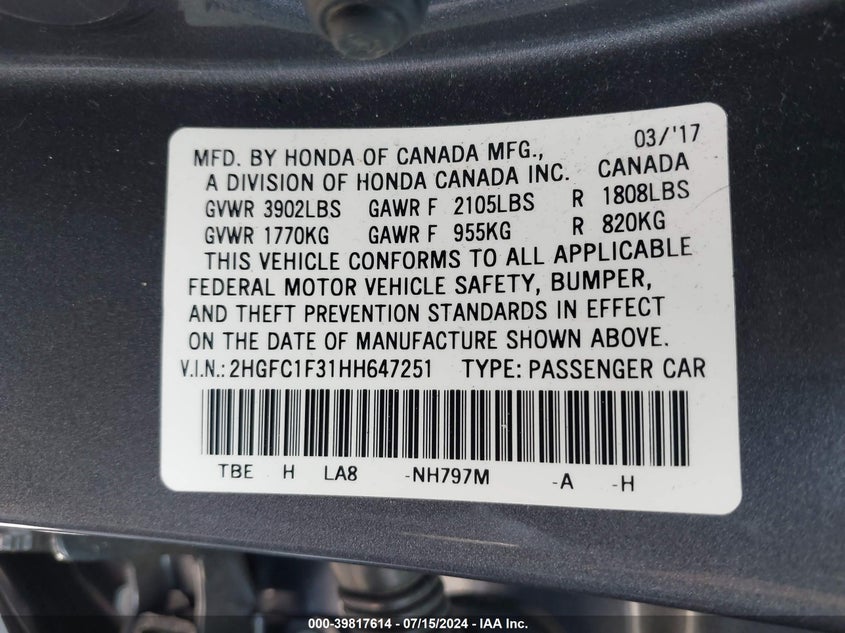 03/'17
MFD. BY HONDA OF CANADA MFG.,
A DIVISION OF HONDA CANADA INC. CANADA
GVWR 3902LBS GAWR F 2105LBS R 1808LBS
GVWR 1770KG GAWR F 955KG R 820KG
THIS VEHICLE CONFORMS TO ALL APPLICABLE
FEDERAL MOTOR VEHICLE SAFETY, BUMPER,
AND THEFT PREVENTION STANDARDS IN EFFECT
ON THE DATE OF MANUFACTURE SHOWN ABOVE.
V.I.N.: 2HGFC1F31HH647251 TYPE: PASSENGER CAR
TBE H LA8 -NH797M -A -H
000-39817614 - 07/15/2024 - IAA Inc.